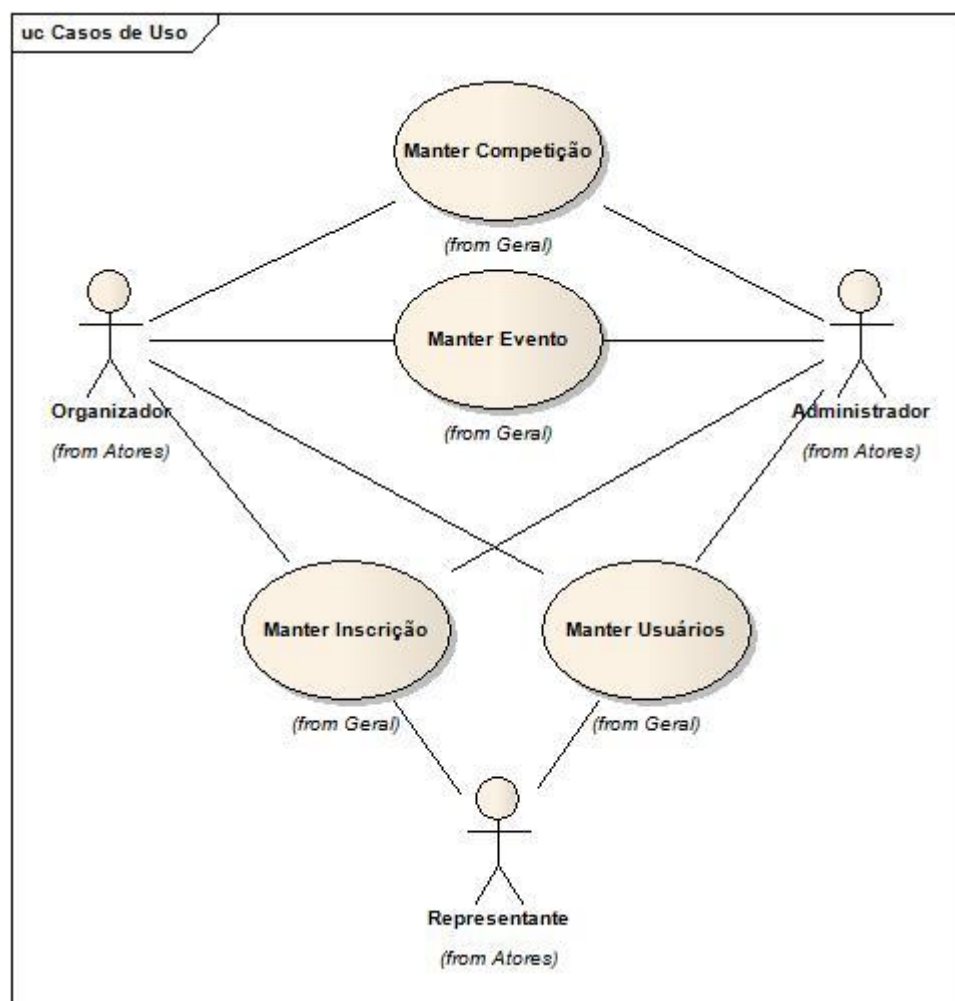 uc Casos de Uso
Manter Competição
(from Geral)
Manter Evento
(from Geral)
Organizador
(from Atores)
Administrador
(from Atores)
Manter Inscrição
(from Geral)
Manter Usuários
(from Geral)
Representante
(from Atores)